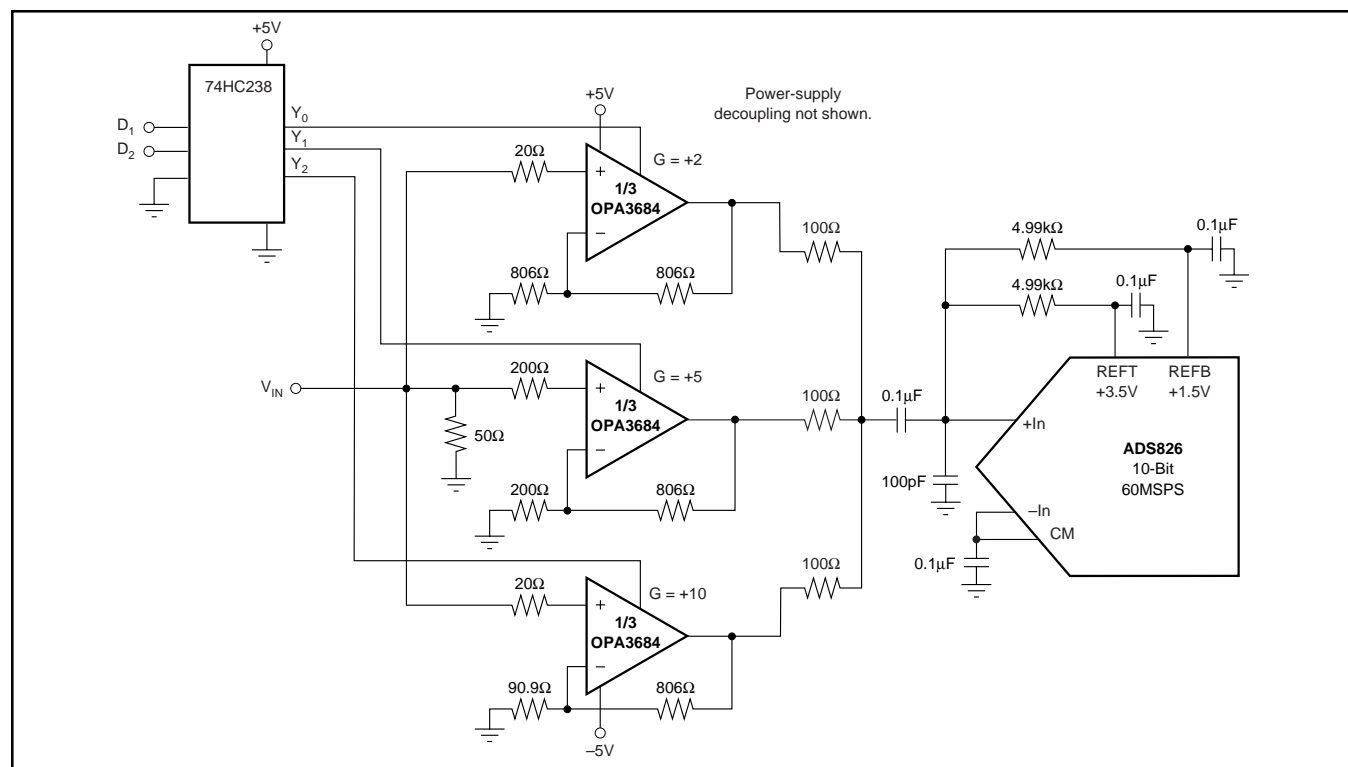 +5V
74HC238
D₁
D₂
Y₀
Y₁
Y₂
+5V
Power-supply
decoupling not shown.
20Ω
G = +2
+
1/3
OPA3684
–
806Ω
806Ω
100Ω
4.99kΩ
0.1μF
4.99kΩ
0.1μF
V_IN
50Ω
200Ω
G = +5
+
1/3
OPA3684
–
200Ω
806Ω
100Ω
0.1μF
100pF
REFT
+3.5V
REFB
+1.5V
+In
ADS826
10-Bit
60MSPS
–In
CM
0.1μF
20Ω
G = +10
+
1/3
OPA3684
–
90.9Ω
806Ω
100Ω
–5V